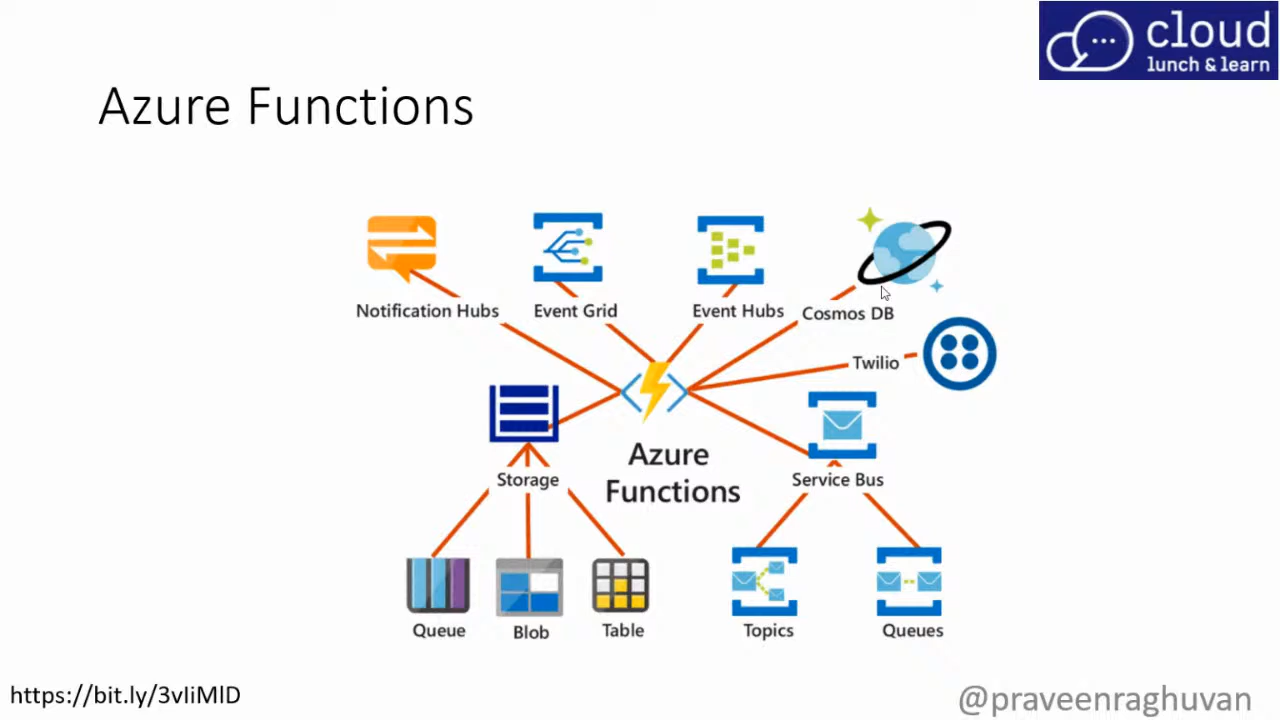 cloud
lunch & learn
Azure Functions
Notification Hubs
Event Grid
Event Hubs
Cosmos DB
Twilio
Azure
Functions
Storage
Service Bus
Queue
Blob
Table
Topics
Queues
https://bit.ly/3vIiMlD
@praveenraghuvan